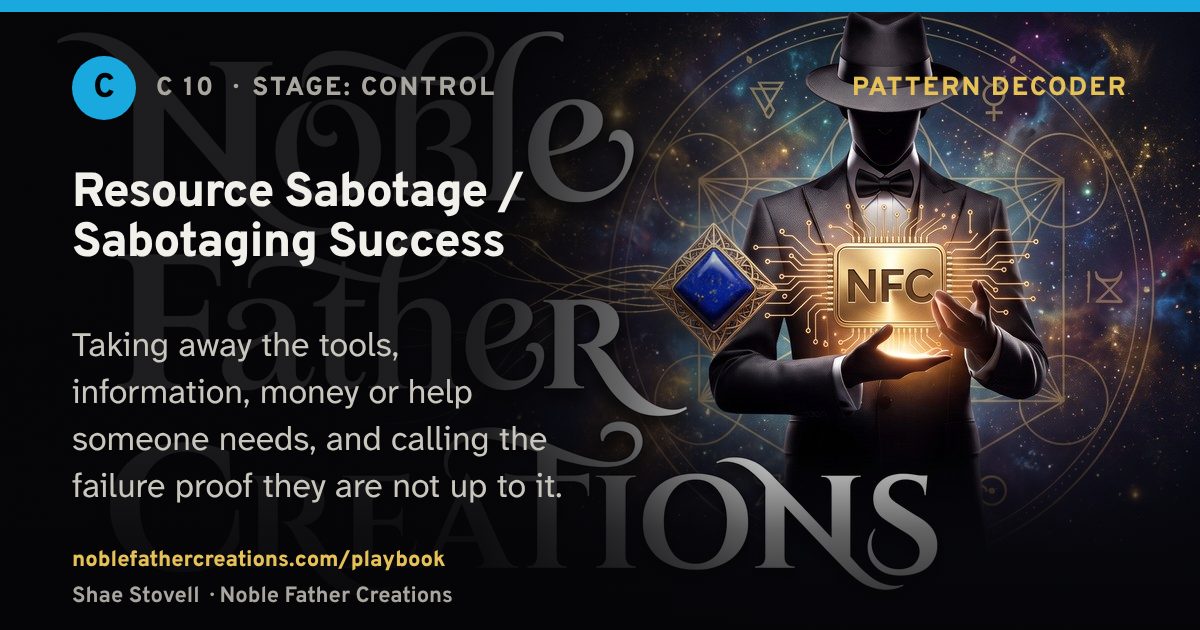 C
C 10 · STAGE: CONTROL
PATTERN DECODER
Resource Sabotage /
Sabotaging Success
Taking away the tools,
information, money or help
someone needs, and calling the
failure proof they are not up to it.
noblefathercreations.com/playbook
Shae Stovell · Noble Father Creations
Noble
Father
Creations
NFC